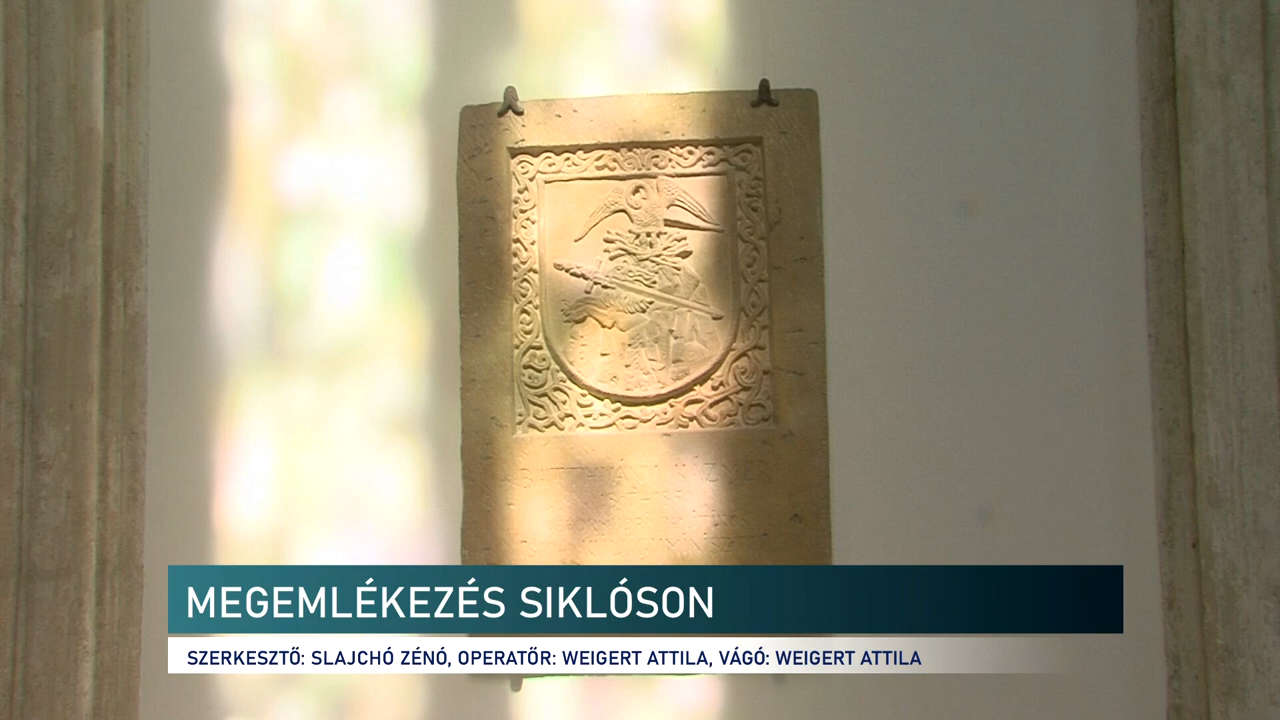 MEGEMLÉKEZÉS SIKLÓSON
SZERKESZTŐ: SLAJCHÓ ZÉNÓ, OPERATŐR: WEIGERT ATTILA, VÁGÓ: WEIGERT ATTILA